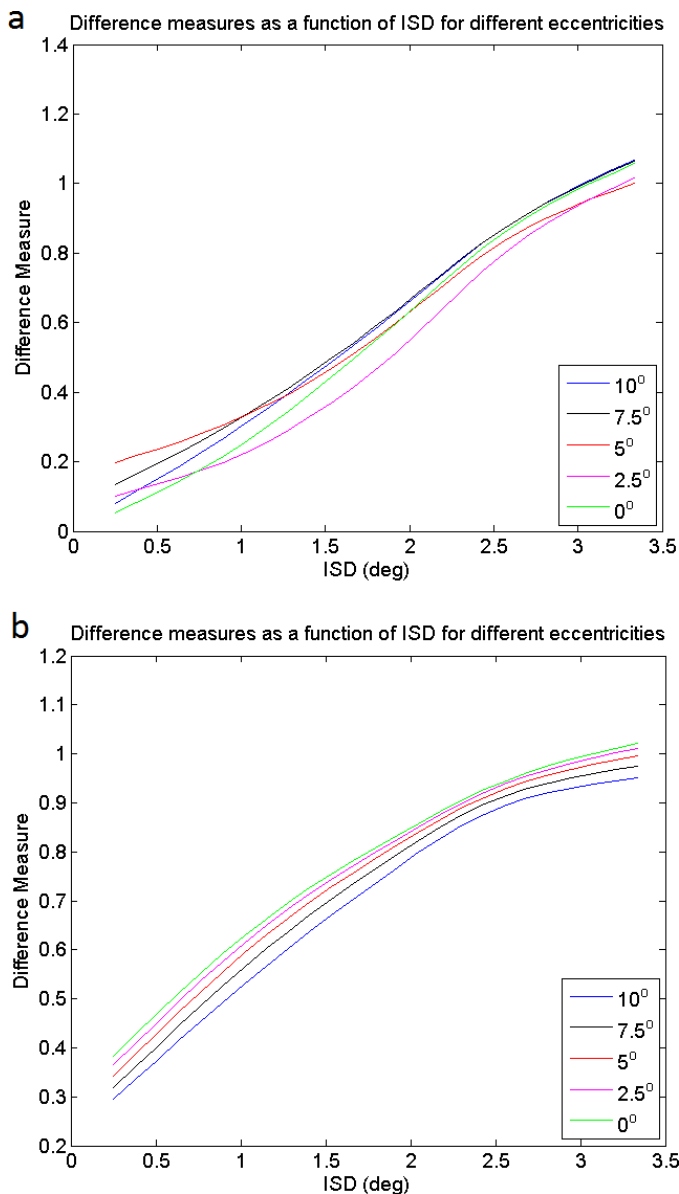 a
Difference measures as a function of ISD for different eccentricities
1.4
1.2
1
0.8
0.6
0.4
0.2
0
Difference Measure
0 0.5 1 1.5 2 2.5 3 3.5
ISD (deg)
10⁰
7.5⁰
5⁰
2.5⁰
0⁰
b
Difference measures as a function of ISD for different eccentricities
1.2
1.1
1
0.9
0.8
0.7
0.6
0.5
0.4
0.3
0.2
Difference Measure
0 0.5 1 1.5 2 2.5 3 3.5
ISD (deg)
10⁰
7.5⁰
5⁰
2.5⁰
0⁰